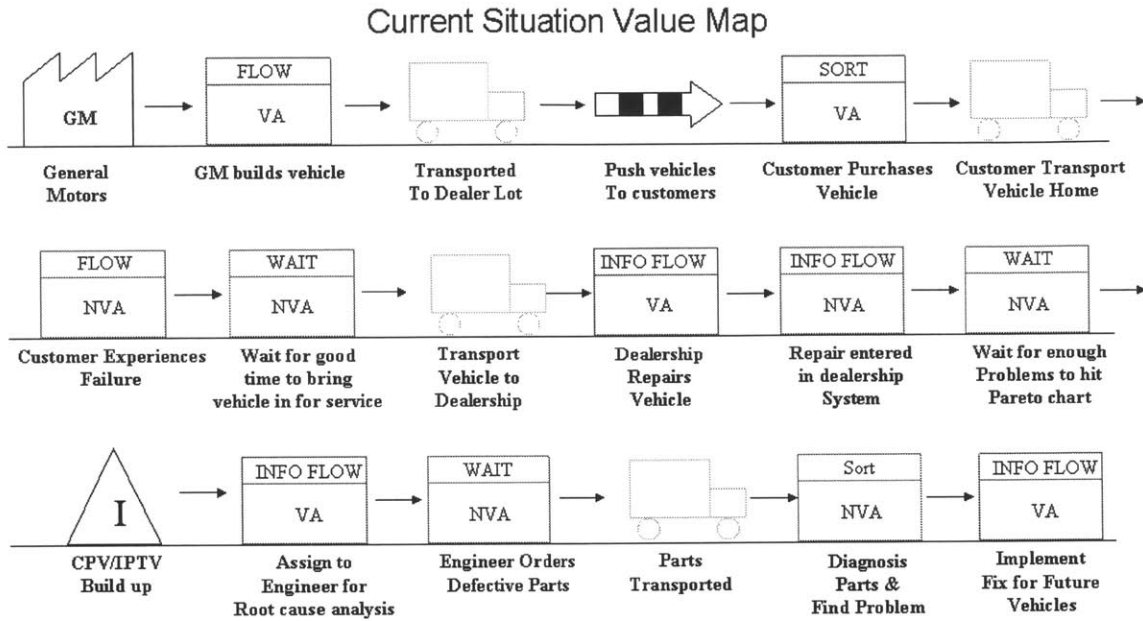 Current Situation Value Map
GM
FLOW
VA
SORT
VA
General
Motors
GM builds vehicle
Transported
To Dealer Lot
Push vehicles
To customers
Customer Purchases
Vehicle
Customer Transport
Vehicle Home
FLOW
NVA
WAIT
NVA
INFO FLOW
VA
INFO FLOW
NVA
WAIT
NVA
Customer Experiences
Failure
Wait for good
time to bring
vehicle in for service
Transport
Vehicle to
Dealership
Dealership
Repairs
Vehicle
Repair entered
in dealership
System
Wait for enough
Problems to hit
Pareto chart
I
INFO FLOW
VA
WAIT
NVA
Sort
NVA
INFO FLOW
VA
CPV/IPTV
Build up
Assign to
Engineer for
Root cause analysis
Engineer Orders
Defective Parts
Parts
Transported
Diagnosis
Parts &
Find Problem
Implement
Fix for Future
Vehicles